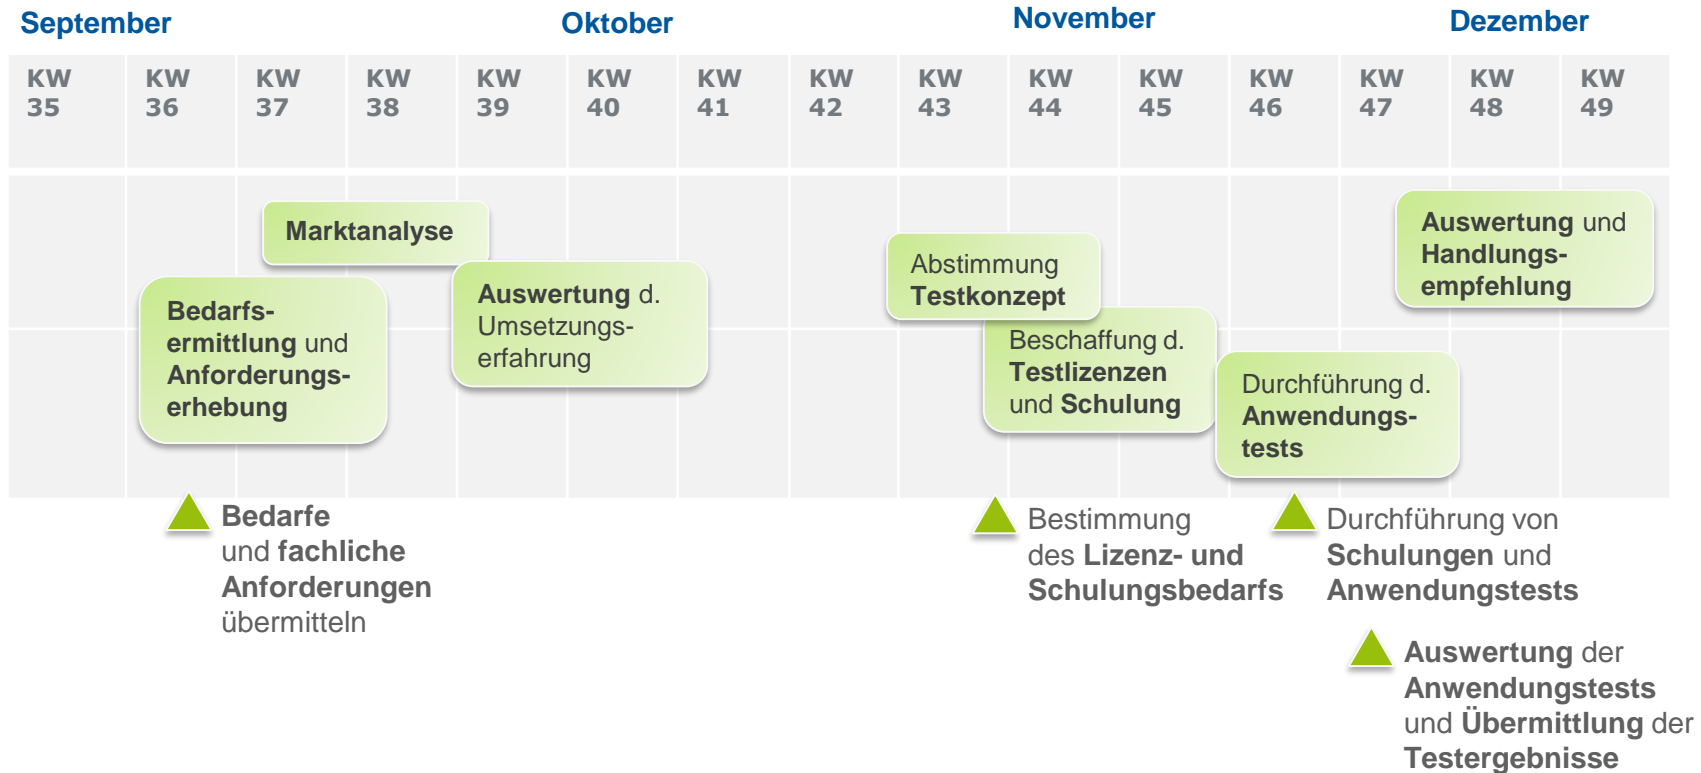 September
Oktober
November
Dezember
KW
35
KW
36
KW
37
KW
38
KW
39
KW
40
KW
41
KW
42
KW
43
KW
44
KW
45
KW
46
KW
47
KW
48
KW
49
Marktanalyse
Bedarfs-
ermittlung und
Anforderungs-
erhebung
Auswertung d.
Umsetzungs-
erfahrung
Abstimmung
Testkonzept
Beschaffung d.
Testlizenzen
und Schulung
Durchführung d.
Anwendungs-
tests
Auswertung und
Handlungs-
empfehlung
Bedarfe
und fachliche
Anforderungen
übermitteln
Bestimmung
des Lizenz- und
Schulungsbedarfs
Durchführung von
Schulungen und
Anwendungstests
Auswertung der
Anwendungstests
und Übermittlung der
Testergebnisse